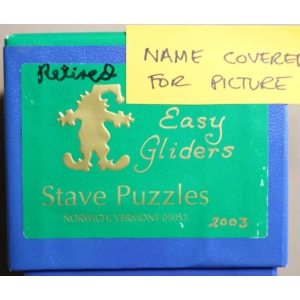 Retired
NAME COVERED
FOR PICTURE
Easy
Gliders
Stave Puzzles
NORWICH, VERMONT 05055
2003